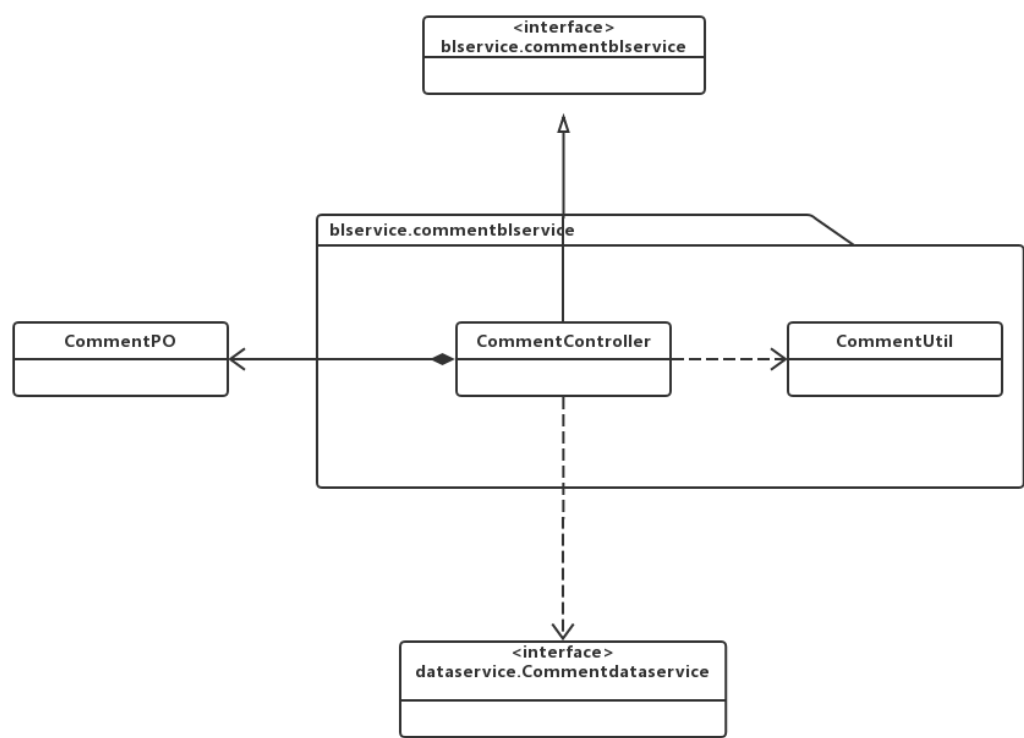 <interface>
blservice.commentblservice
blservice.commentblservice
CommentPO
CommentController
CommentUtil
<interface>
dataservice.Commentdataservice